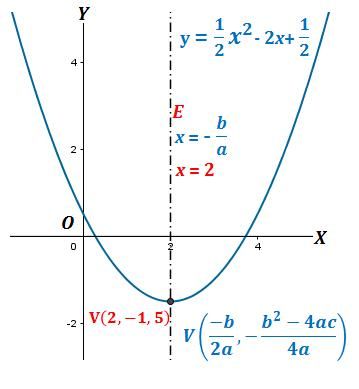 Y
y = 1/2 x² - 2x + 1/2
4
E
x = - b/a
2
x = 2
O
X
0
2
4
V(2, −1, 5)
-2
V(-b/2a, - b² − 4ac/4a)